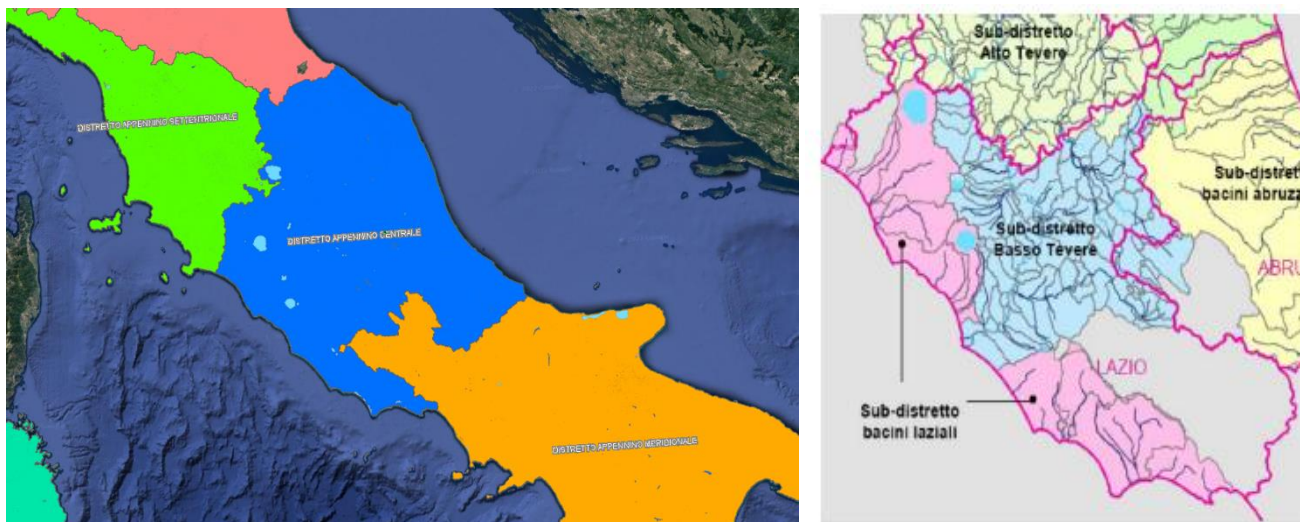 DISTRETTO APPENNINO SETTENTRIONALE
DISTRETTO APPENNINO CENTRALE
DISTRETTO APPENNINO MERIDIONALE
Sub-distretto
Alto Tevere
Sub-distrett
bacini abruzz
Sub-distretto
Basso Tevere
ABRU
LAZIO
Sub-distretto
bacini laziali